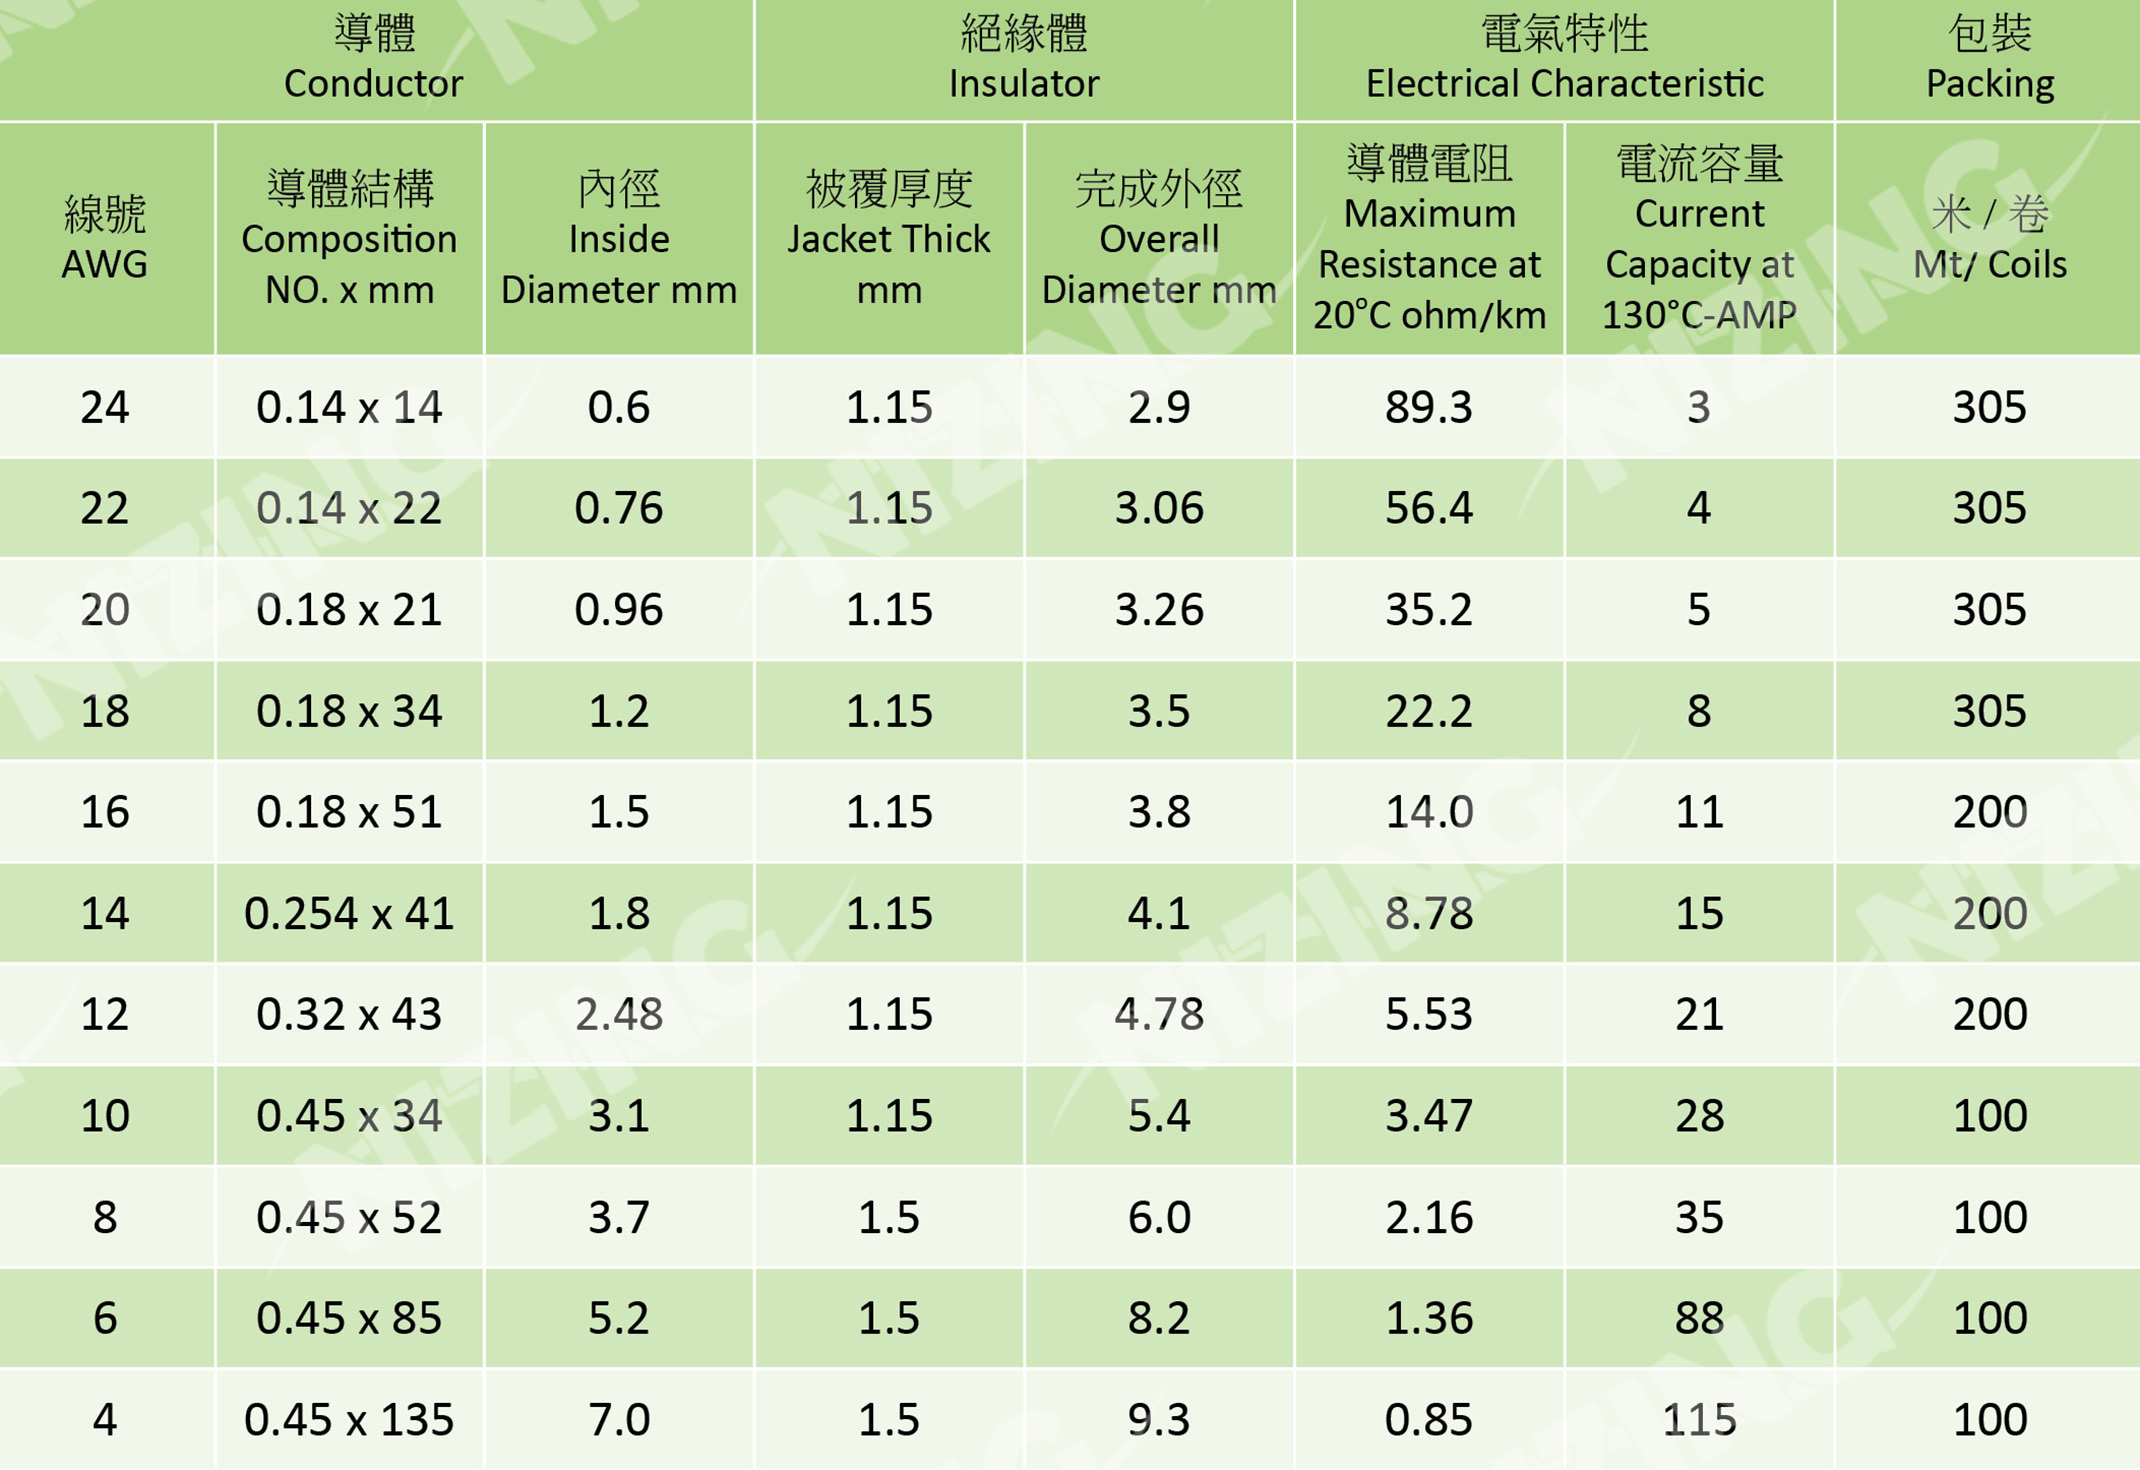 導體
Conductor
絕緣體
Insulator
電氣特性
Electrical Characteristic
包裝
Packing
線號
AWG
導體結構
Composition
NO. x mm
內徑
Inside
Diameter mm
被覆厚度
Jacket Thick
mm
完成外徑
Overall
Diameter mm
導體電阻
Maximum
Resistance at
20°C ohm/km
電流容量
Current
Capacity at
130°C-AMP
米 / 卷
Mt/ Coils
24 0.14 x 14 0.6 1.15 2.9 89.3 3 305
22 0.14 x 22 0.76 1.15 3.06 56.4 4 305
20 0.18 x 21 0.96 1.15 3.26 35.2 5 305
18 0.18 x 34 1.2 1.15 3.5 22.2 8 305
16 0.18 x 51 1.5 1.15 3.8 14.0 11 200
14 0.254 x 41 1.8 1.15 4.1 8.78 15 200
12 0.32 x 43 2.48 1.15 4.78 5.53 21 200
10 0.45 x 34 3.1 1.15 5.4 3.47 28 100
8 0.45 x 52 3.7 1.5 6.0 2.16 35 100
6 0.45 x 85 5.2 1.5 8.2 1.36 88 100
4 0.45 x 135 7.0 1.5 9.3 0.85 115 100
NIZING
NIZING
NIZING
NIZING
NIZING
NIZING